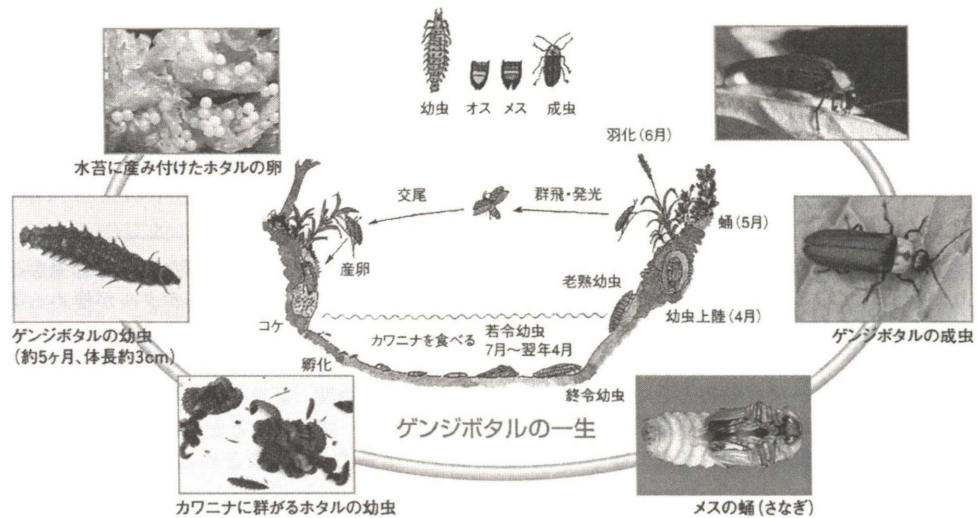 幼虫 オス メス 成虫
水苔に産み付けたホタルの卵
羽化(6月)
交尾
群飛・発光
蛹(5月)
産卵
老熟幼虫
コケ
幼虫上陸(4月)
カワニナを食べる
若令幼虫
7月〜翌年4月
孵化
終令幼虫
ゲンジボタルの幼虫
(約5ヶ月、体長約3cm)
ゲンジボタルの成虫
ゲンジボタルの一生
カワニナに群がるホタルの幼虫
メスの蛹(さなぎ)